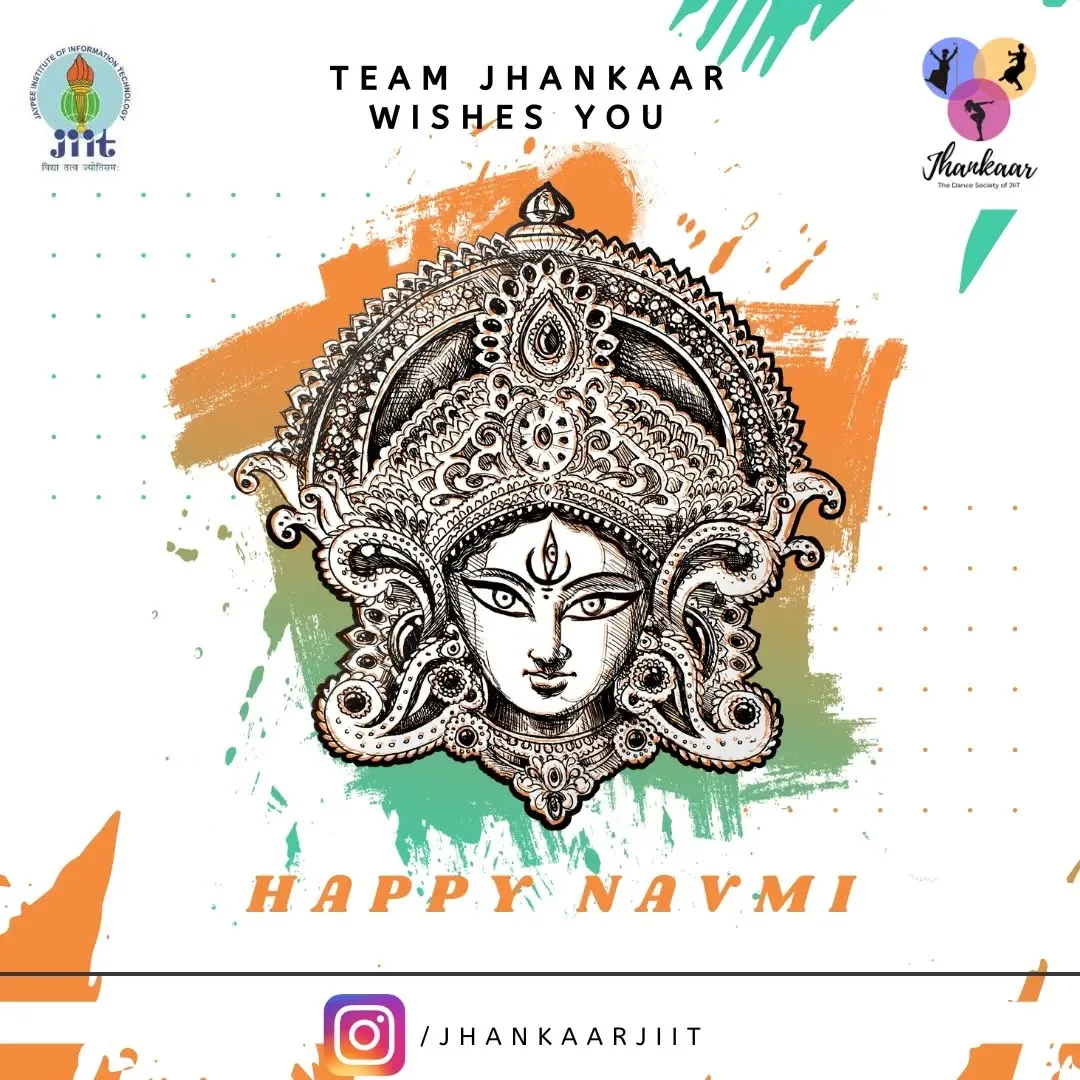 JAYPEE INSTITUTE OF INFORMATION TECHNOLOGY
jiit
विद्या तत्व ज्योतिसमः
TEAM JHANKAAR
WISHES YOU
Jhankaar
The Dance Society of JIIT
HAPPY NAVMI
/JHANKAARJIIT